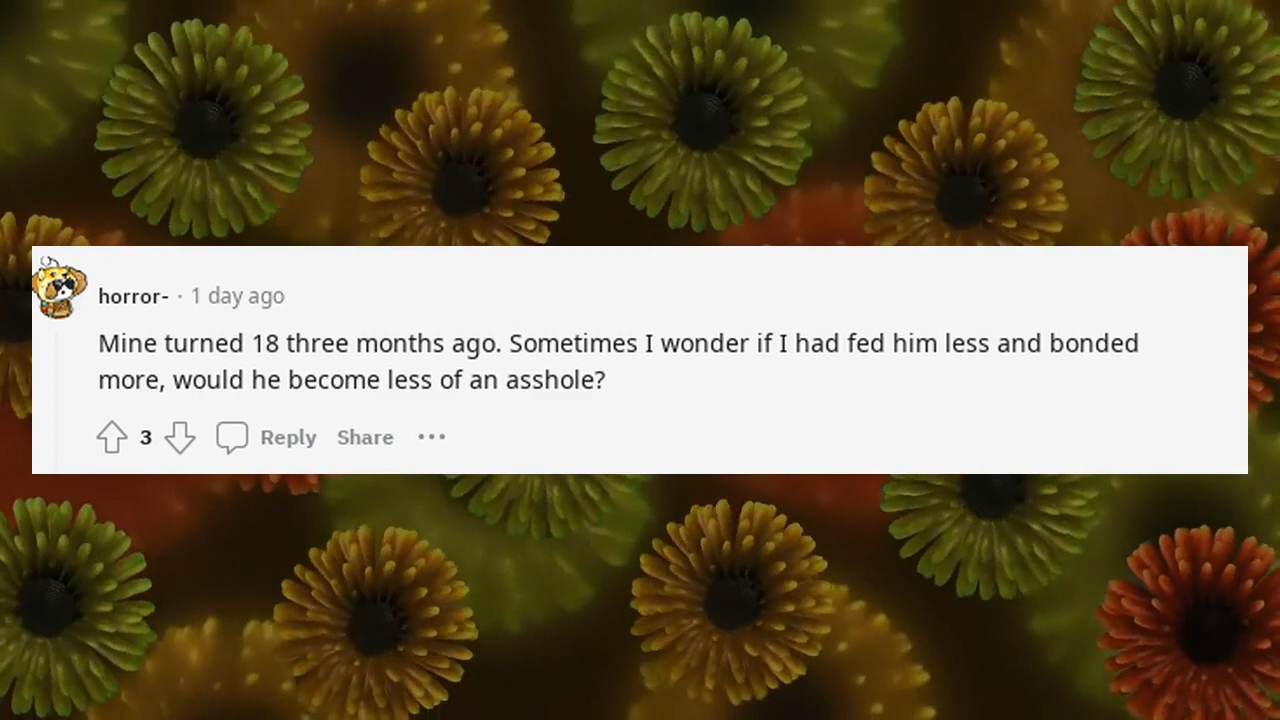 horror- · 1 day ago
Mine turned 18 three months ago. Sometimes I wonder if I had fed him less and bonded
more, would he become less of an asshole?
3 Reply Share